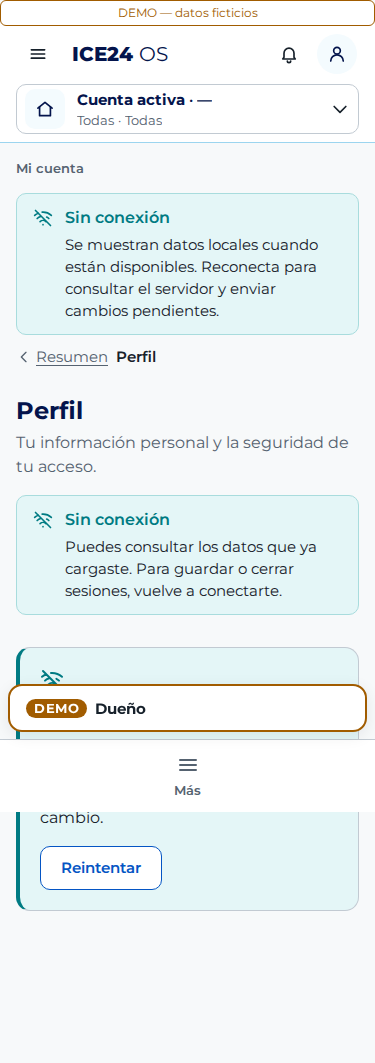 DEMO — datos ficticios
ICE24 OS
Cuenta activa · —
Todas · Todas
Mi cuenta
Sin conexión
Se muestran datos locales cuando
están disponibles. Reconecta para
consultar el servidor y enviar
cambios pendientes.
Resumen Perfil
Perfil
Tu información personal y la seguridad de
tu acceso.
Sin conexión
Puedes consultar los datos que ya
cargaste. Para guardar o cerrar
sesiones, vuelve a conectarte.
DEMO Dueño
Más
cambio.
Reintentar